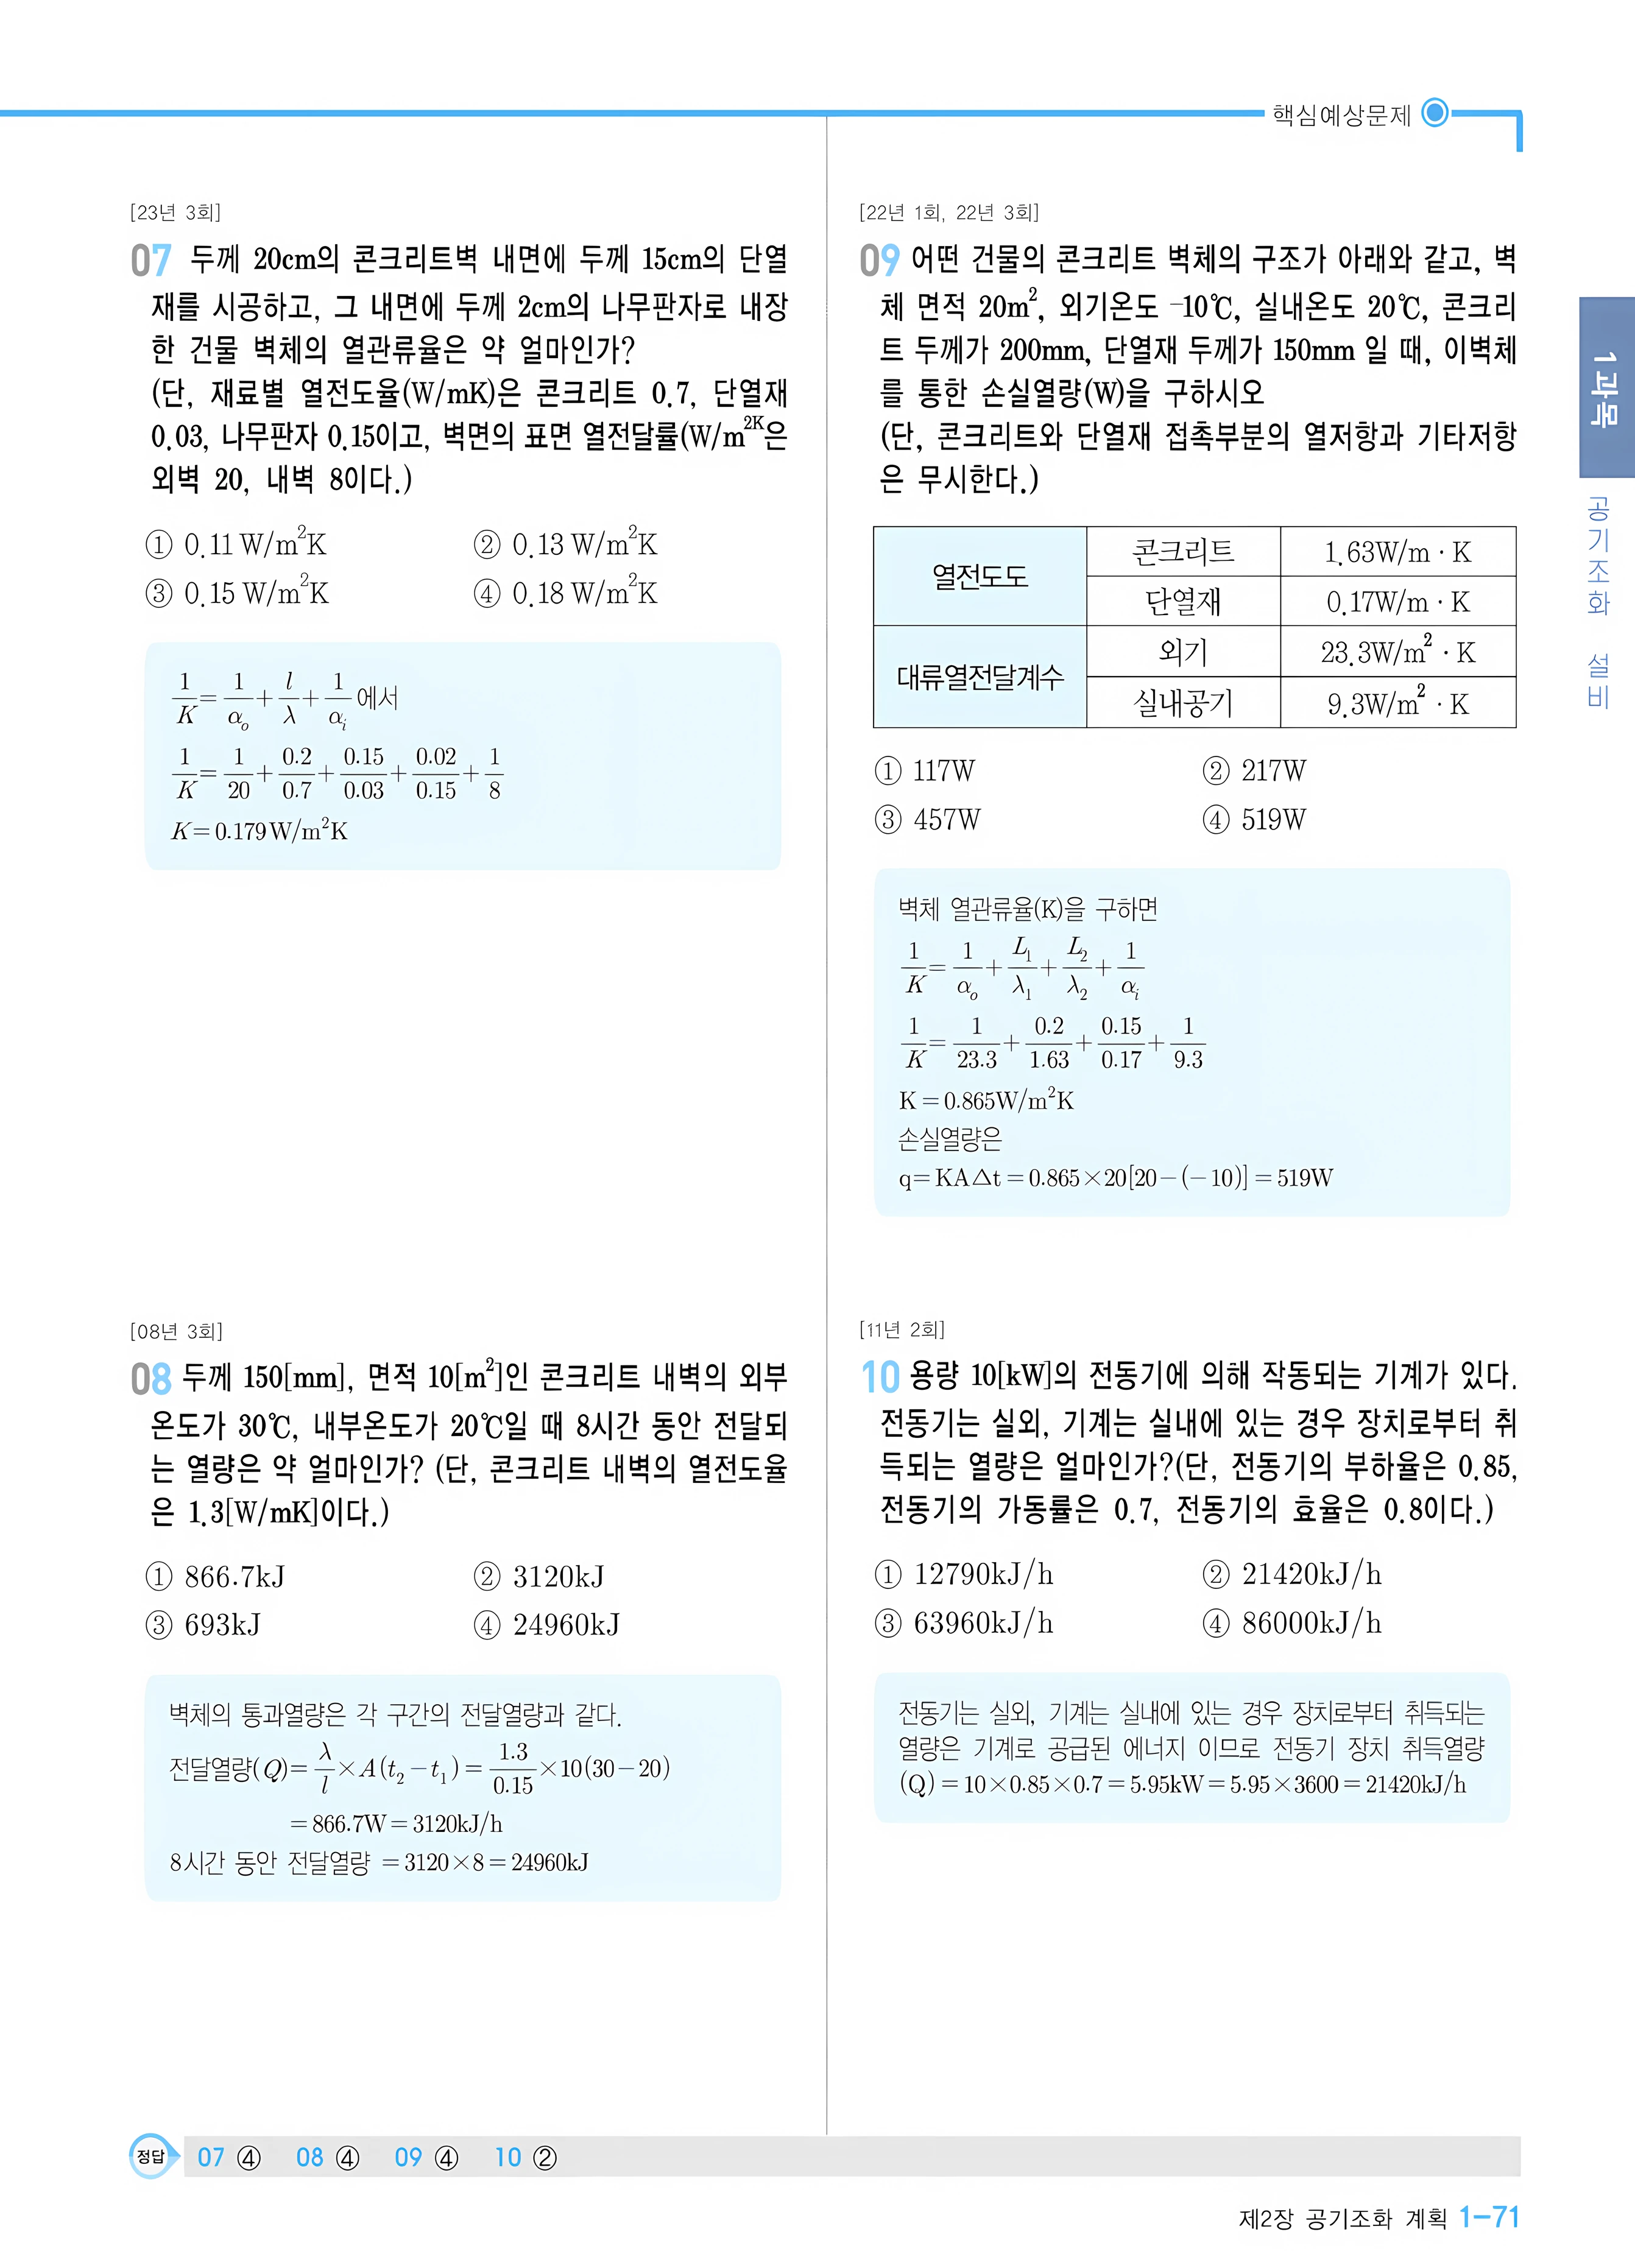 핵심예상문제
[23년 3회]
07 두께 20cm의 콘크리트벽 내면에 두께 15cm의 단열
재를 시공하고, 그 내면에 두께 2cm의 나무판자로 내장
한 건물 벽체의 열관류율은 약 얼마인가?
(단, 재료별 열전도율(W/mK)은 콘크리트 0.7, 단열재
0.03, 나무판자 0.15이고, 벽면의 표면 열전달률(W/m²ᴷ은
외벽 20, 내벽 8이다.)
① 0.11 W/m²K ② 0.13 W/m²K
③ 0.15 W/m²K ④ 0.18 W/m²K
1/K = 1/αₒ + l/λ + 1/αᵢ 에서
1/K = 1/20 + 0.2/0.7 + 0.15/0.03 + 0.02/0.15 + 1/8
K = 0.179 W/m²K
[08년 3회]
08 두께 150[mm], 면적 10[m²]인 콘크리트 내벽의 외부
온도가 30℃, 내부온도가 20℃일 때 8시간 동안 전달되
는 열량은 약 얼마인가? (단, 콘크리트 내벽의 열전도율
은 1.3[W/mK]이다.)
① 866.7kJ ② 3120kJ
③ 693kJ ④ 24960kJ
벽체의 통과열량은 각 구간의 전달열량과 같다.
전달열량(Q) = λ/l × A(t₂ − t₁) = 1.3/0.15 × 10(30 − 20)
= 866.7W = 3120kJ/h
8시간 동안 전달열량 = 3120 × 8 = 24960kJ
[22년 1회, 22년 3회]
09 어떤 건물의 콘크리트 벽체의 구조가 아래와 같고, 벽
체 면적 20m², 외기온도 -10℃, 실내온도 20℃, 콘크리
트 두께가 200mm, 단열재 두께가 150mm 일 때, 이벽체
를 통한 손실열량(W)을 구하시오
(단, 콘크리트와 단열재 접촉부분의 열저항과 기타저항
은 무시한다.)
열전도도 콘크리트 1.63W/m · K
단열재 0.17W/m · K
대류열전달계수 외기 23.3W/m² · K
실내공기 9.3W/m² · K
① 117W ② 217W
③ 457W ④ 519W
벽체 열관류율(K)을 구하면
1/K = 1/αₒ + L₁/λ₁ + L₂/λ₂ + 1/αᵢ
1/K = 1/23.3 + 0.2/1.63 + 0.15/0.17 + 1/9.3
K = 0.865W/m²K
손실열량은
q = KA△t = 0.865 × 20[20 − (− 10)] = 519W
[11년 2회]
10 용량 10[kW]의 전동기에 의해 작동되는 기계가 있다.
전동기는 실외, 기계는 실내에 있는 경우 장치로부터 취
득되는 열량은 얼마인가?(단, 전동기의 부하율은 0.85,
전동기의 가동률은 0.7, 전동기의 효율은 0.8이다.)
① 12790kJ/h ② 21420kJ/h
③ 63960kJ/h ④ 86000kJ/h
전동기는 실외, 기계는 실내에 있는 경우 장치로부터 취득되는
열량은 기계로 공급된 에너지 이므로 전동기 장치 취득열량
(Q) = 10 × 0.85 × 0.7 = 5.95kW = 5.95 × 3600 = 21420kJ/h
1과목
공기조화 설비
정답 07 ④ 08 ④ 09 ④ 10 ②
제2장 공기조화 계획 1-71